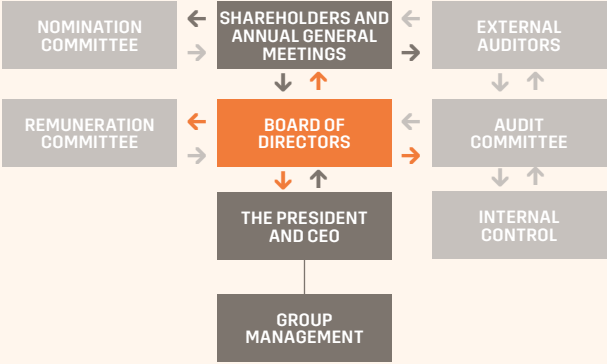 NOMINATION
COMMITTEE
SHAREHOLDERS AND
ANNUAL GENERAL
MEETINGS
EXTERNAL
AUDITORS
REMUNERATION
COMMITTEE
BOARD OF
DIRECTORS
AUDIT
COMMITTEE
THE PRESIDENT
AND CEO
INTERNAL
CONTROL
GROUP
MANAGEMENT